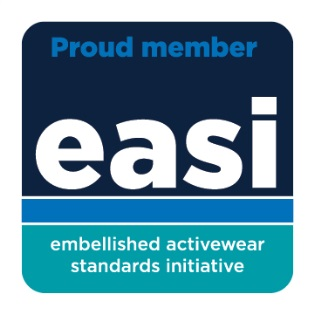 Proud member
easi
embellished activewear
standards initiative